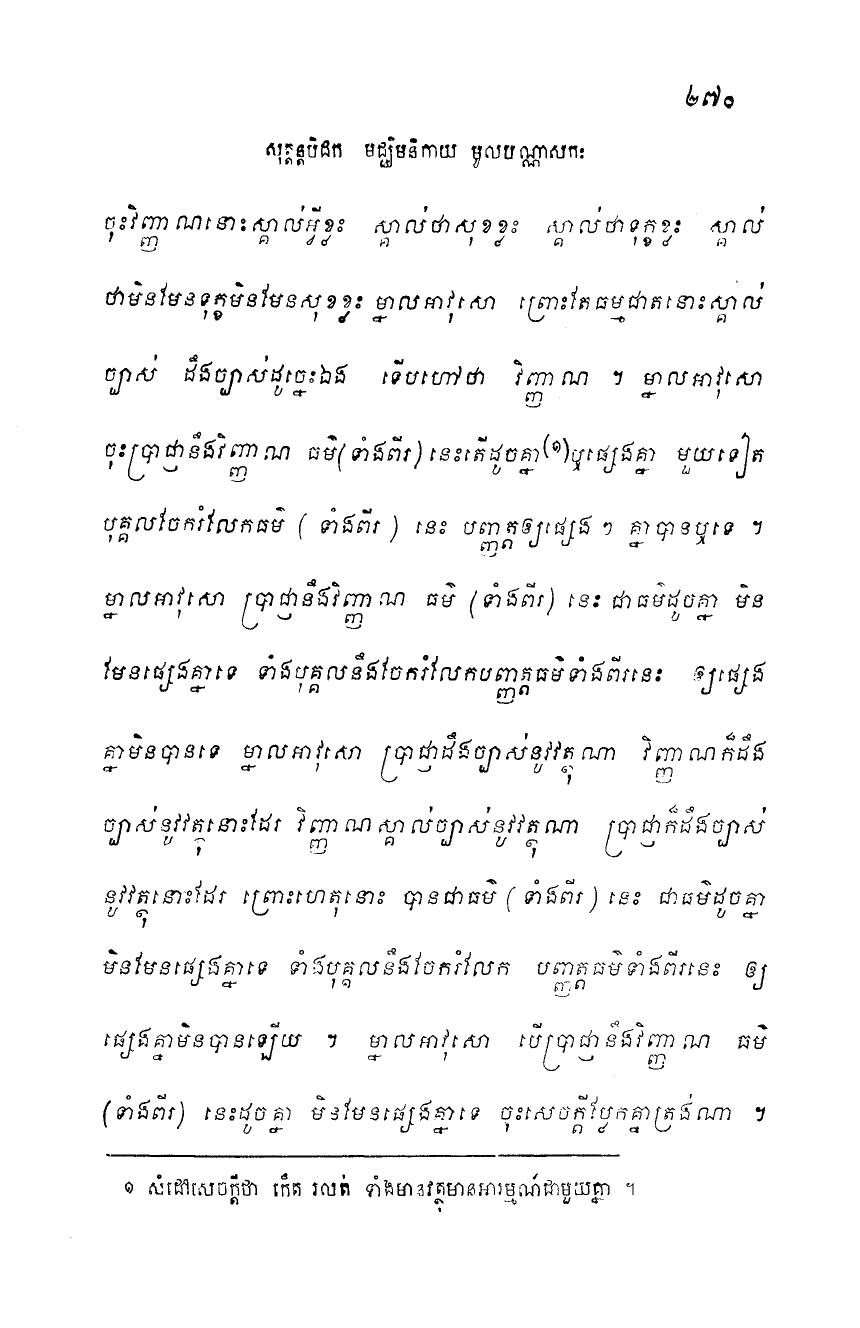 ២៧០
សុត្តន្តបិដក មជ្ឈិមនិកាយ មូលបណ្ណាសកៈ
ចុះវិញ្ញាណនោះស្គាល់អ្វីខ្លះ ស្គាល់ថាសុខខ្លះ ស្គាល់ថាទុក្ខខ្លះ ស្គាល់
ថាមិនមែនទុក្ខមិនមែនសុខខ្លះ ម្នាលអាវុសោ ព្រោះតែធម្មជាតនោះស្គាល់
ច្បាស់ ដឹងច្បាស់ដូច្នេះឯង ទើបហៅថា វិញ្ញាណ ។ ម្នាលអាវុសោ
ចុះប្រាជ្ញានឹងវិញ្ញាណ ធម៌(ទាំងពីរ)នេះតើដូចគ្នា(១)ឬផ្សេងគ្នា មួយទៀត
បុគ្គលចែករំលែកធម៌ (ទាំងពីរ) នេះ បញ្ញត្តឲ្យផ្សេង ៗ គ្នាបានឬទេ ។
ម្នាលអាវុសោ ប្រាជ្ញានឹងវិញ្ញាណ ធម៌ (ទាំងពីរ) នេះ ជាធម៌ដូចគ្នា មិន
មែនផ្សេងគ្នាទេ ទាំងបុគ្គលនឹងចែករំលែកបញ្ញត្តធម៌ទាំងពីរនេះ ឲ្យផ្សេង
គ្នាមិនបានទេ ម្នាលអាវុសោ ប្រាជ្ញាដឹងច្បាស់នូវវត្ថុណា វិញ្ញាណក៏ដឹង
ច្បាស់នូវវត្ថុនោះដែរ វិញ្ញាណស្គាល់ច្បាស់នូវវត្ថុណា ប្រាជ្ញាក៏ដឹងច្បាស់
នូវវត្ថុនោះដែរ ព្រោះហេតុនោះ បានជាធម៌ (ទាំងពីរ) នេះ ជាធម៌ដូចគ្នា
មិនមែនផ្សេងគ្នាទេ ទាំងបុគ្គលនឹងចែករំលែក បញ្ញត្តធម៌ទាំងពីរនេះ ឲ្យ
ផ្សេងគ្នាមិនបានឡើយ ។ ម្នាលអាវុសោ បើប្រាជ្ញានឹងវិញ្ញាណ ធម៌
(ទាំងពីរ) នេះដូចគ្នា មិនមែនផ្សេងគ្នាទេ ចុះសេចក្តីប្លែកគ្នាត្រង់ណា ។
១ សំដៅសេចក្តីថា កើត រលត់ ទាំងមានវត្ថុមានអារម្មណ៍ជាមួយគ្នា ។